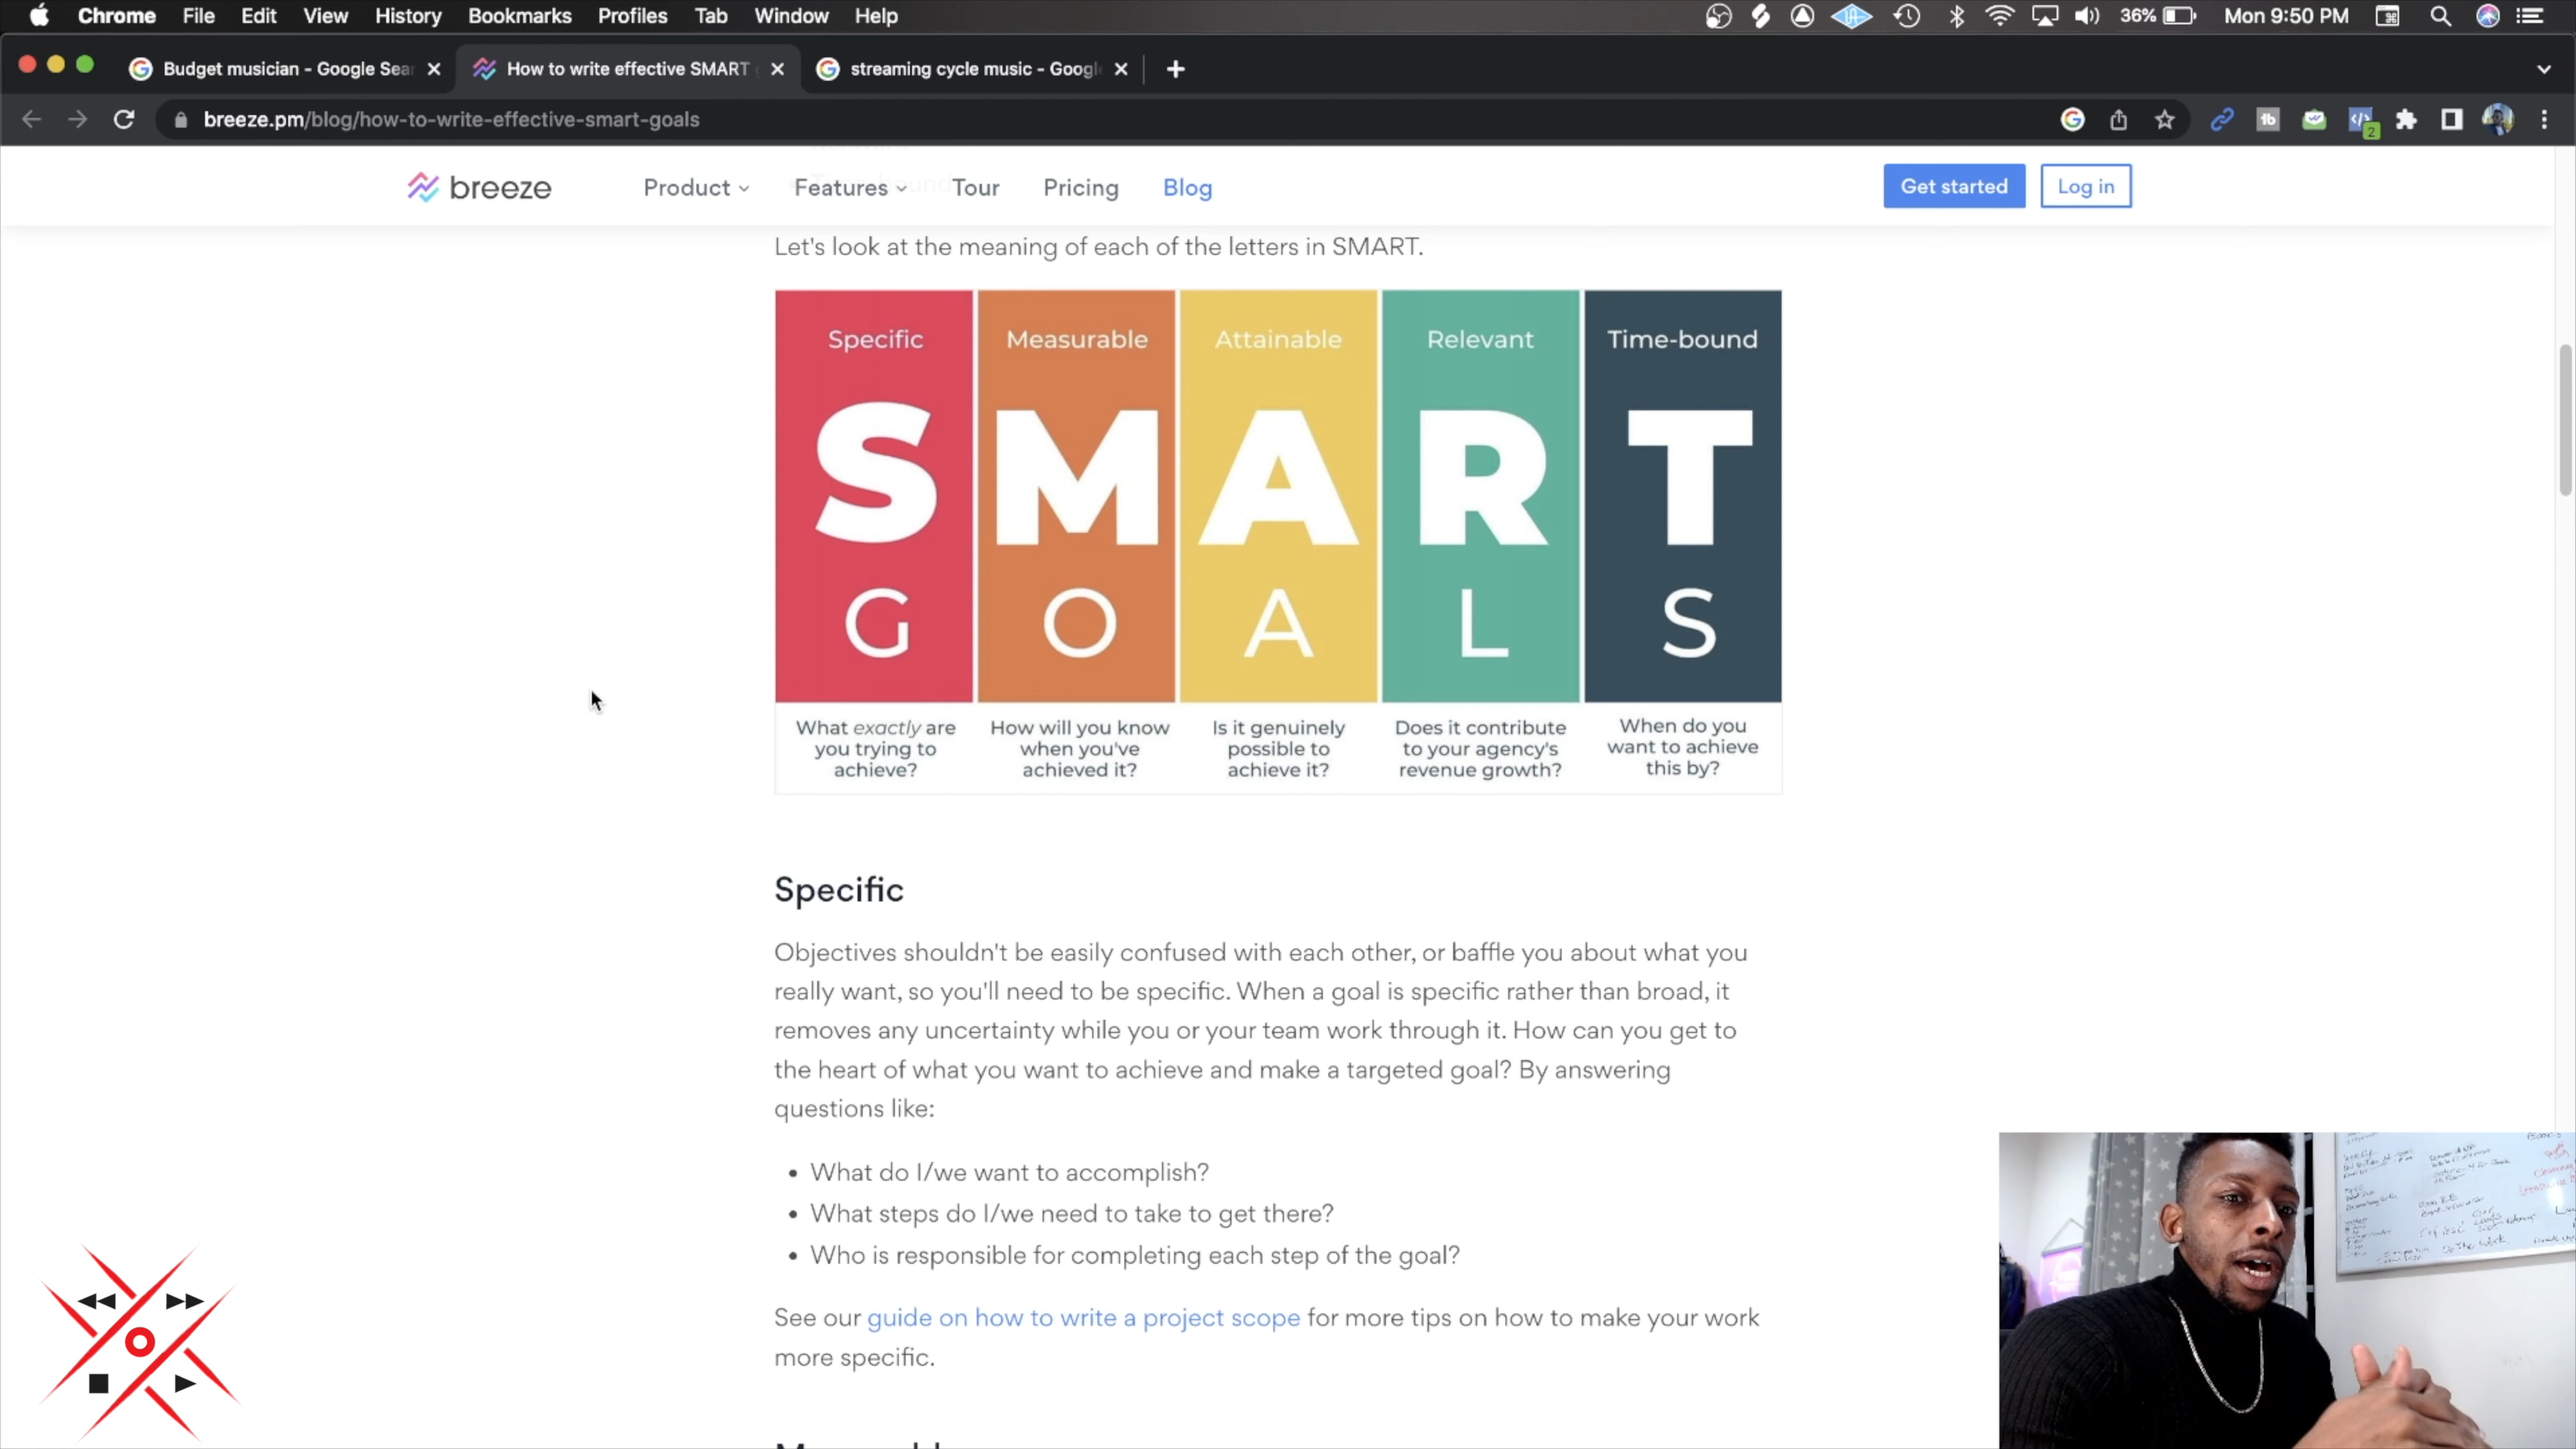 Chrome File Edit View History Bookmarks Profiles Tab Window Help 36% Mon 9:50 PM
Budget musician - Google Sear How to write effective SMART streaming cycle music - Googl
breeze.pm/blog/how-to-write-effective-smart-goals 2
breeze Product Features Tour Pricing Blog Get started Log in
Let's look at the meaning of each of the letters in SMART.
Specific Measurable Attainable Relevant Time-bound
S M A R T
G O A L S
What exactly are you trying to achieve?
How will you know when you've achieved it?
Is it genuinely possible to achieve it?
Does it contribute to your agency's revenue growth?
When do you want to achieve this by?
Specific
Objectives shouldn't be easily confused with each other, or baffle you about what you
really want, so you'll need to be specific. When a goal is specific rather than broad, it
removes any uncertainty while you or your team work through it. How can you get to
the heart of what you want to achieve and make a targeted goal? By answering
questions like:
• What do I/we want to accomplish?
• What steps do I/we need to take to get there?
• Who is responsible for completing each step of the goal?
See our guide on how to write a project scope for more tips on how to make your work
more specific.